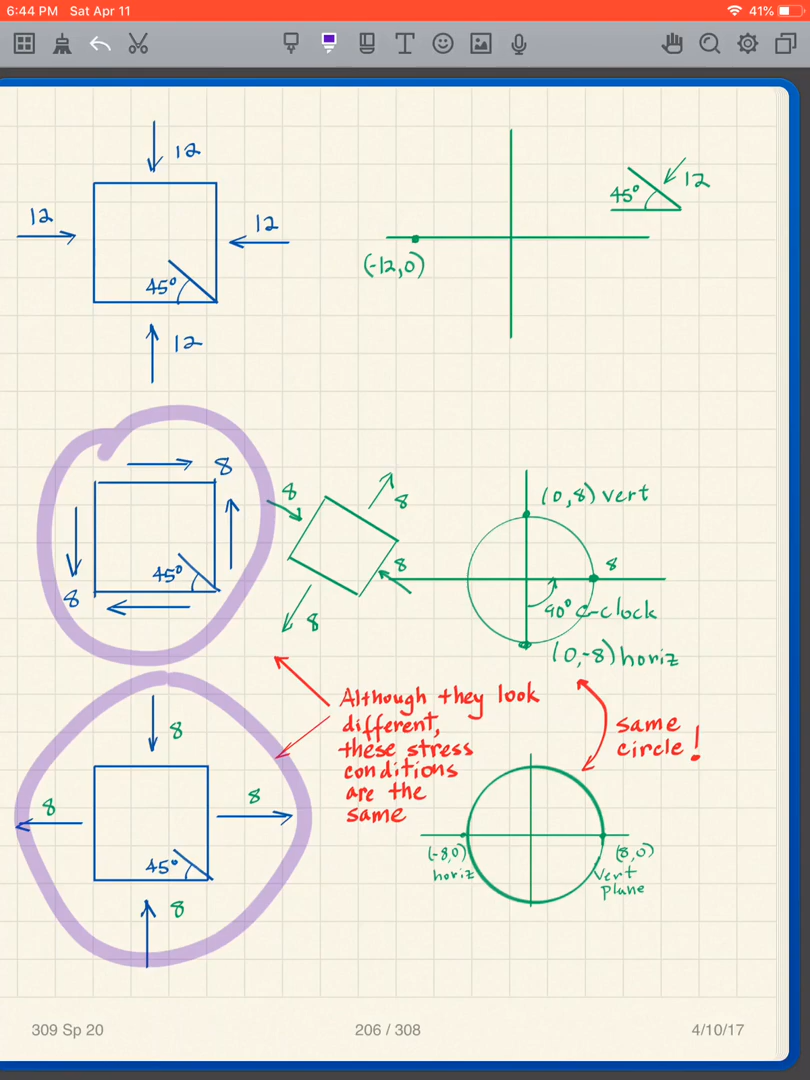 6:44 PM Sat Apr 11
41%
T
12
12
12
45°
12
45°
12
(-12,0)
8
8
45°
8
8
8
8
(0,8) vert
8
90° c-clock
(0,-8) horiz
Although they look
different,
these stress
conditions
are the
same
same
circle!
8
8
8
45°
8
(-8,0)
horiz
(8,0)
vert
plane
309 Sp 20
206 / 308
4/10/17